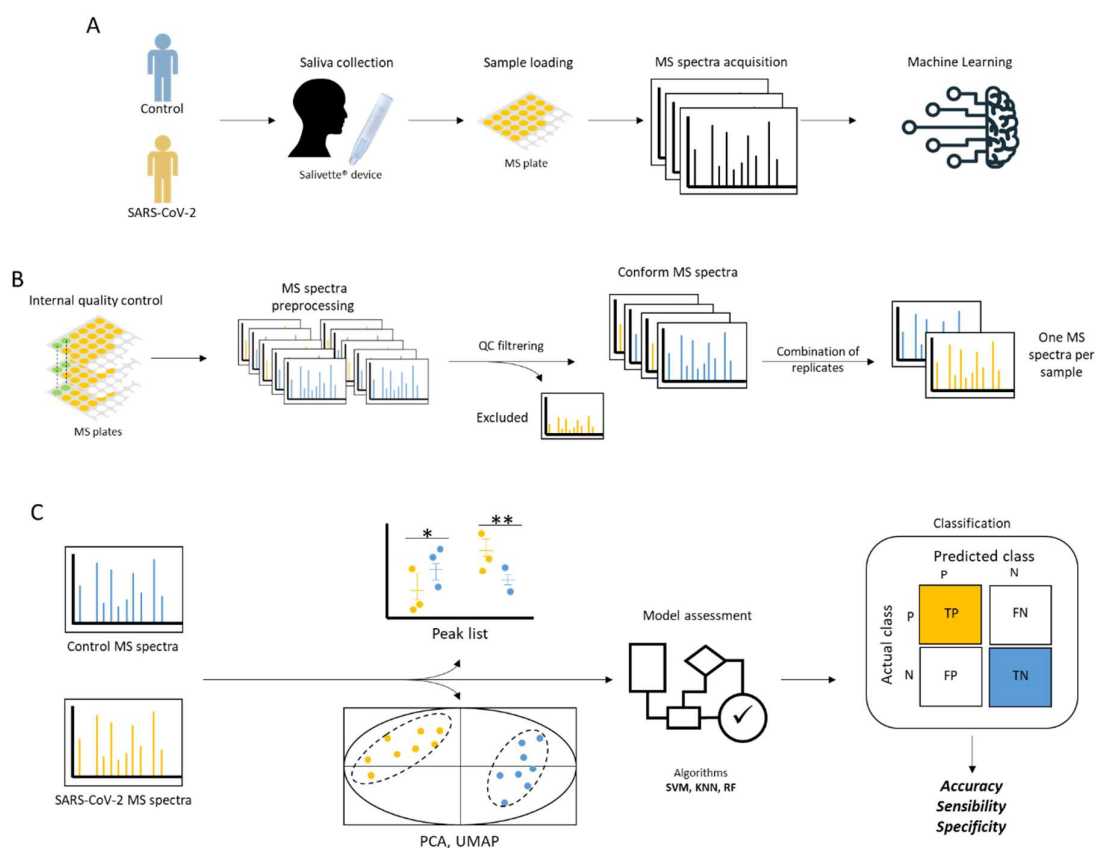 A
Control
SARS-CoV-2
Saliva collection
Salivette® device
Sample loading
MS plate
MS spectra acquisition
Machine Learning
B
Internal quality control
MS plates
MS spectra
preprocessing
QC filtrering
Excluded
Conform MS spectra
Combination of
replicates
One MS
spectra per
sample
C
Control MS spectra
SARS-CoV-2 MS spectra
*
**
Peak list
PCA, UMAP
Model assessment
Algorithms
SVM, KNN, RF
Classification
Predicted class
P
N
Actual class
P
TP
FN
N
FP
TN
Accuracy
Sensibility
Specificity